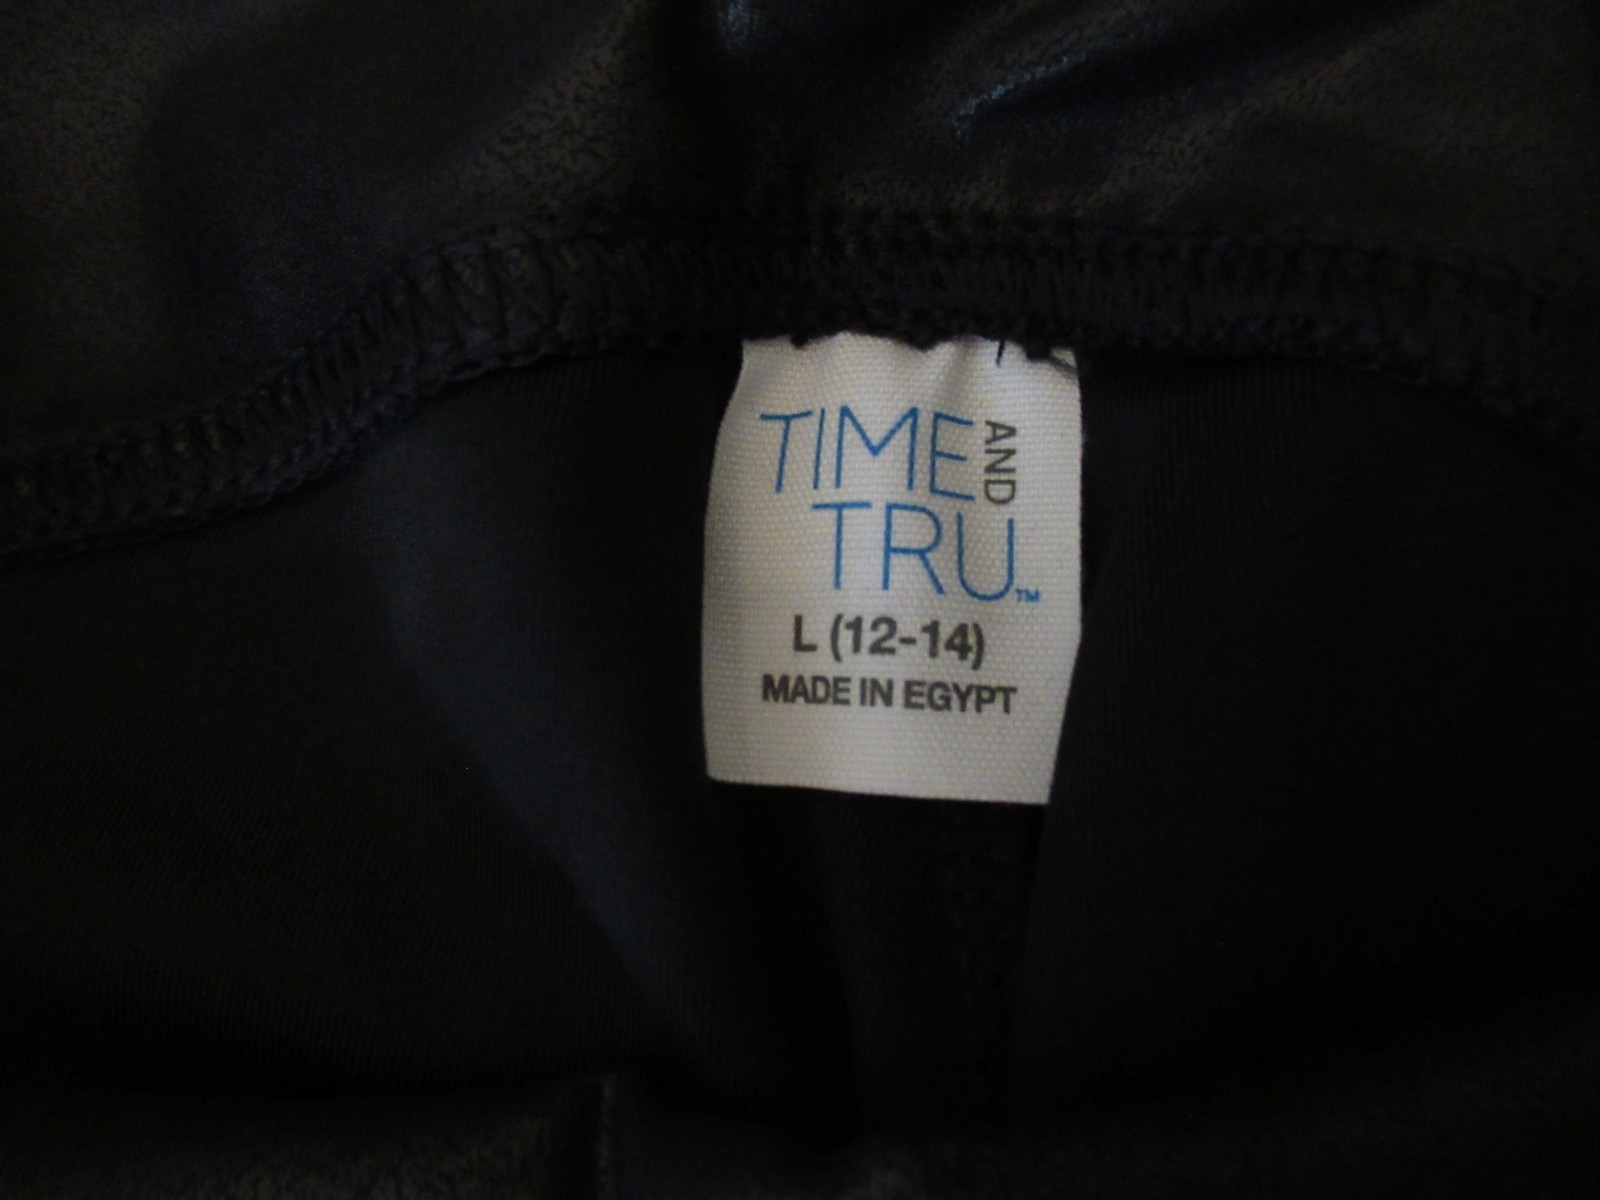 TIME AND
TRU™
L (12-14)
MADE IN EGYPT